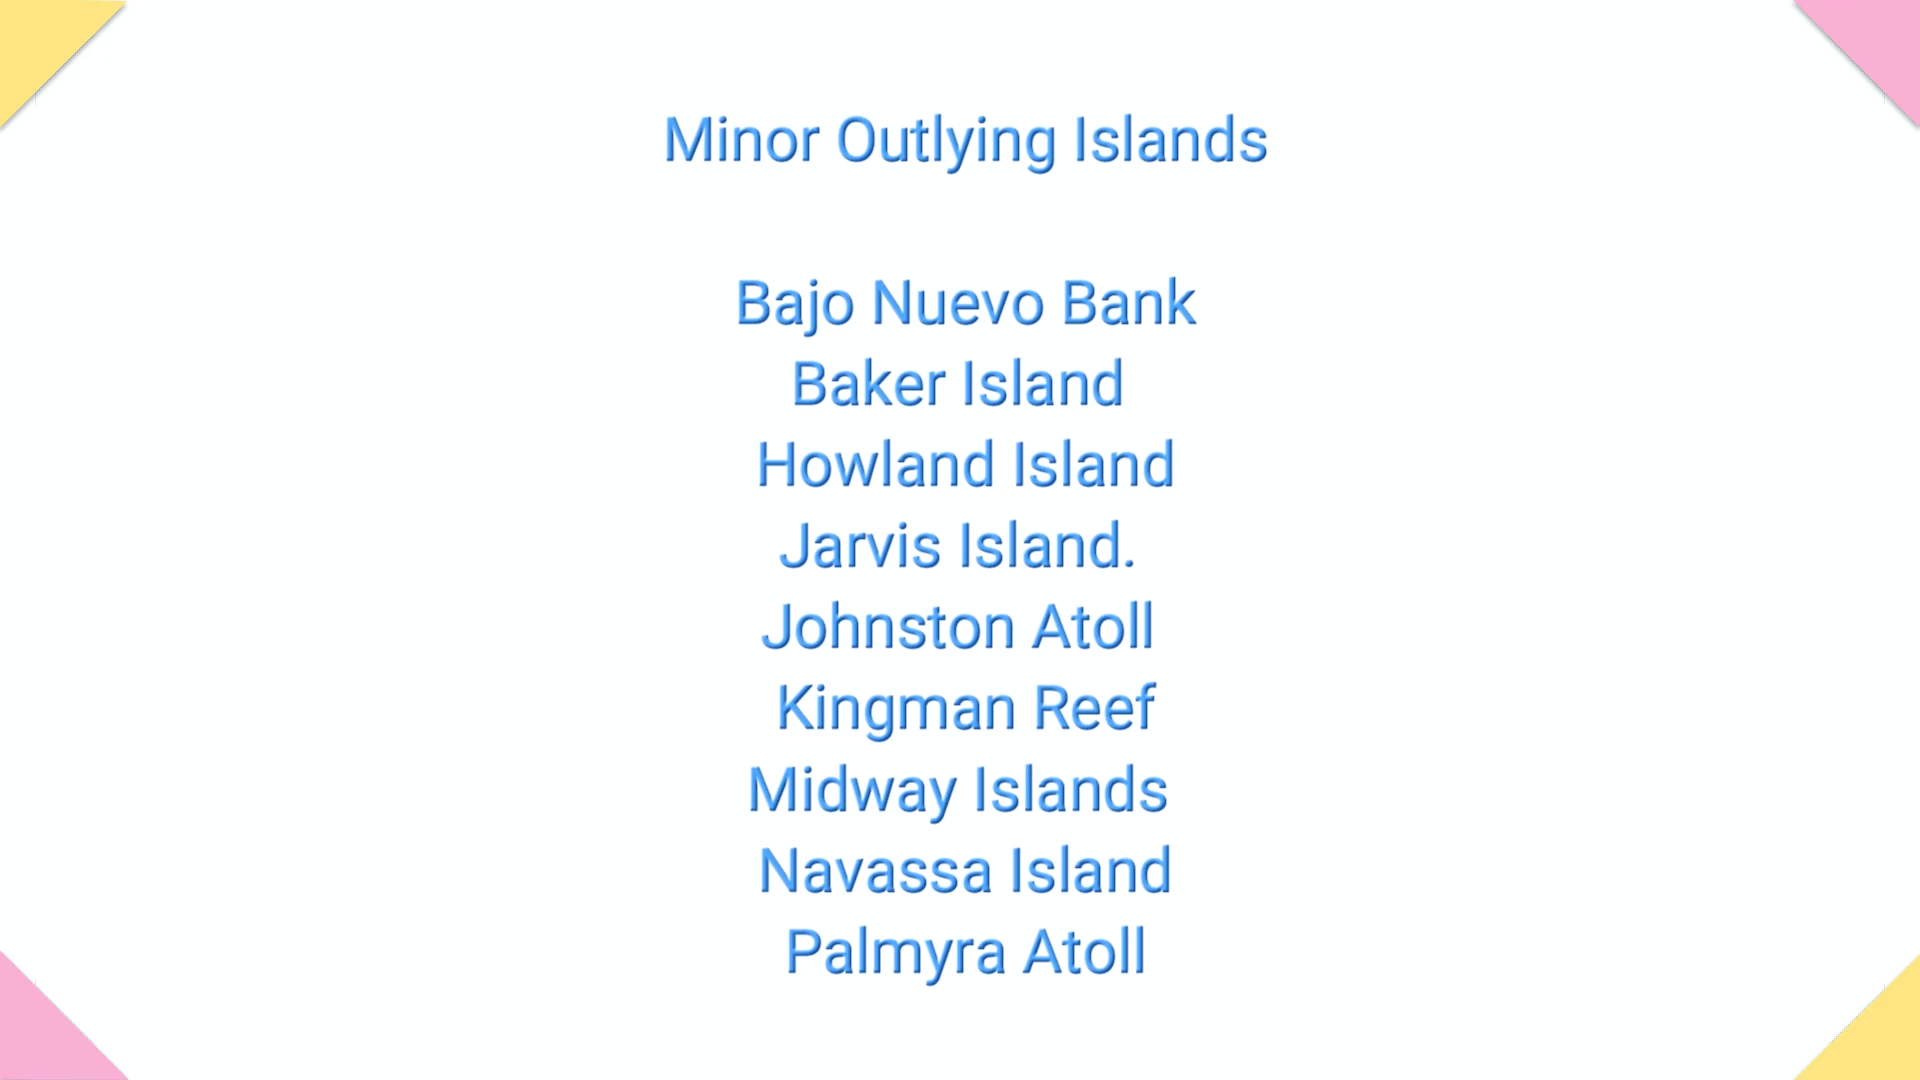 Minor Outlying Islands
Bajo Nuevo Bank
Baker Island
Howland Island
Jarvis Island.
Johnston Atoll
Kingman Reef
Midway Islands
Navassa Island
Palmyra Atoll